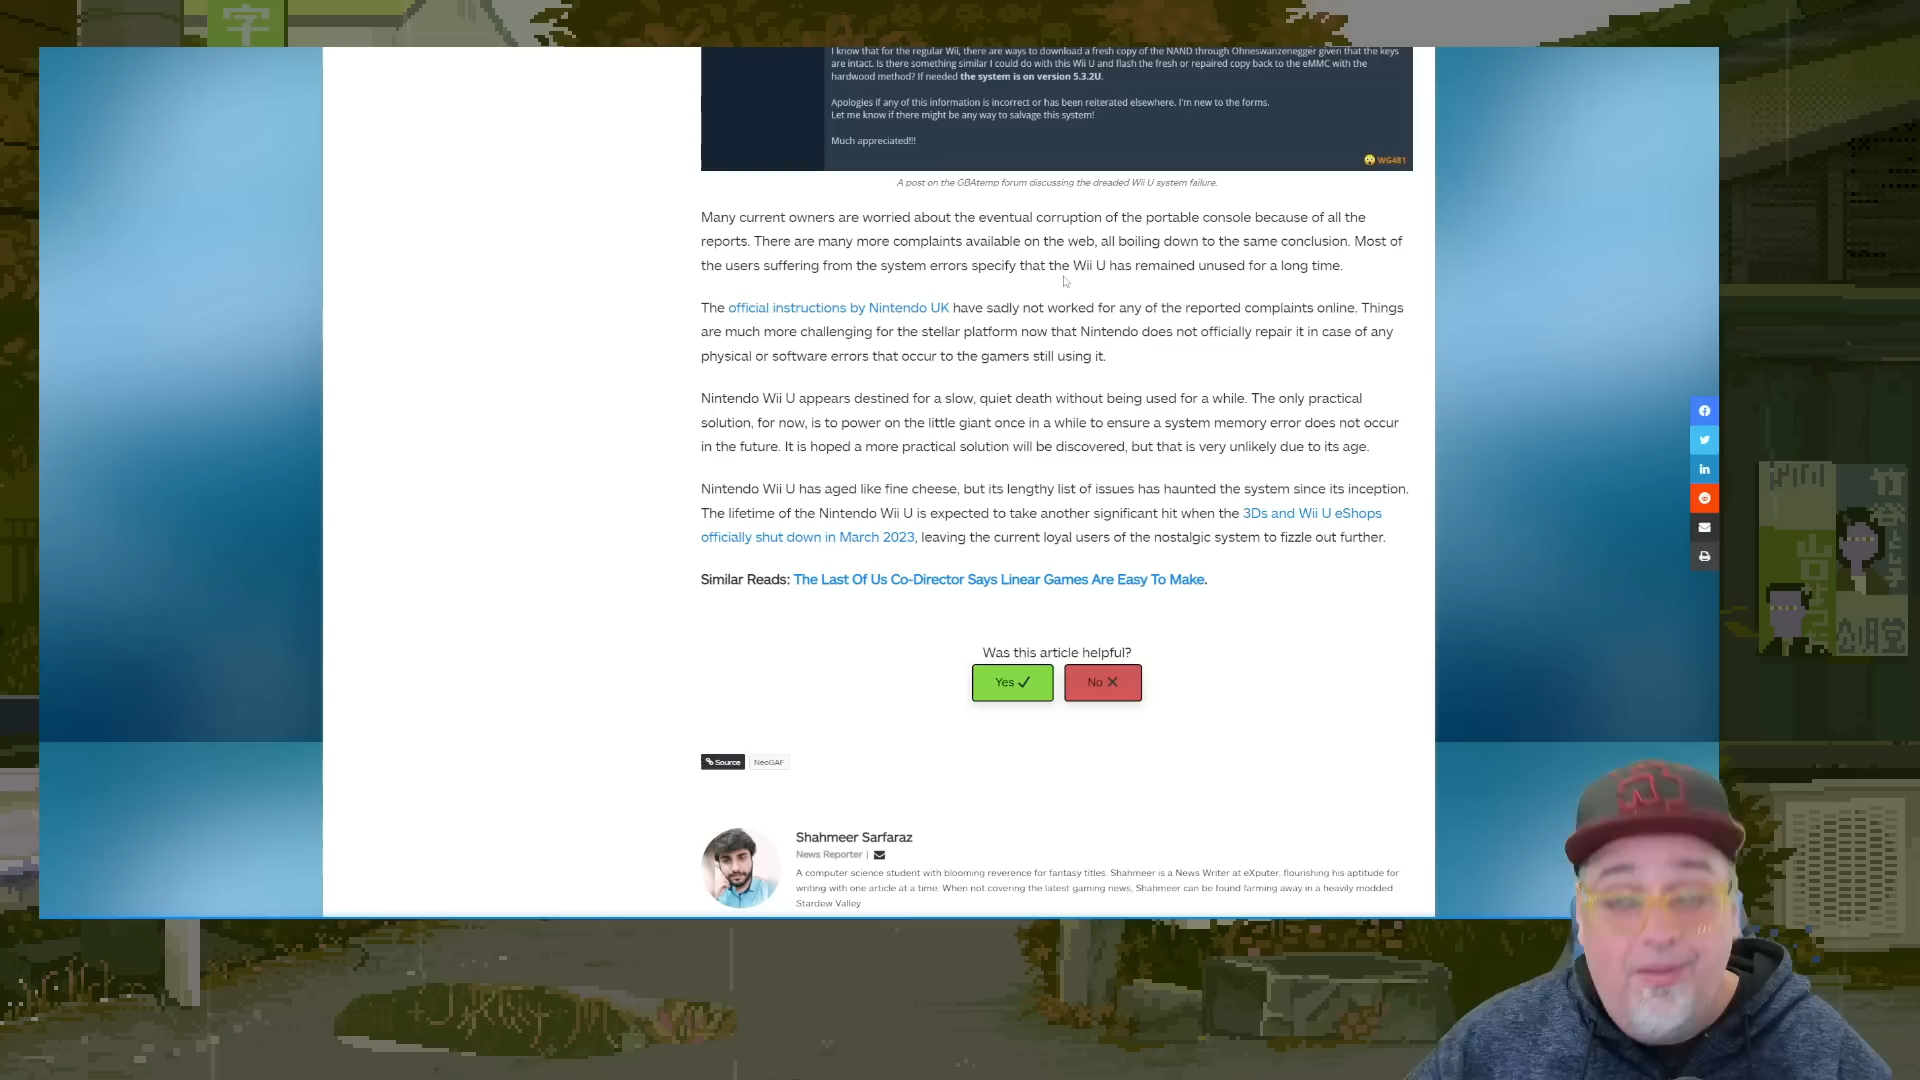 字
I know that for the regular Wii, there are ways to download a fresh copy of the NAND through Ohneswanzenegger given that the keys
are intact. Is there something similar I could do with this Wii U and flash the fresh or repaired copy back to the eMMC with the
hardwood method? If needed the system is on version 5.3.2U.
Apologies if any of this information is incorrect or has been reiterated elsewhere. I'm new to the forms.
Let me know if there might be any way to salvage this system!
Much appreciated!!!
WG481
A post on the GBAtemp forum discussing the dreaded Wii U system failure.
Many current owners are worried about the eventual corruption of the portable console because of all the
reports. There are many more complaints available on the web, all boiling down to the same conclusion. Most of
the users suffering from the system errors specify that the Wii U has remained unused for a long time.
The official instructions by Nintendo UK have sadly not worked for any of the reported complaints online. Things
are much more challenging for the stellar platform now that Nintendo does not officially repair it in case of any
physical or software errors that occur to the gamers still using it.
Nintendo Wii U appears destined for a slow, quiet death without being used for a while. The only practical
solution, for now, is to power on the little giant once in a while to ensure a system memory error does not occur
in the future. It is hoped a more practical solution will be discovered, but that is very unlikely due to its age.
Nintendo Wii U has aged like fine cheese, but its lengthy list of issues has haunted the system since its inception.
The lifetime of the Nintendo Wii U is expected to take another significant hit when the 3Ds and Wii U eShops
officially shut down in March 2023, leaving the current loyal users of the nostalgic system to fizzle out further.
Similar Reads: The Last Of Us Co-Director Says Linear Games Are Easy To Make.
Was this article helpful?
Yes ✓ No ✕
Source NeoGAF
Shahmeer Sarfaraz
News Reporter |
A computer science student with blooming reverence for fantasy titles. Shahmeer is a News Writer at eXputer, flourishing his aptitude for
writing with one article at a time. When not covering the latest gaming news, Shahmeer can be found farming away in a heavily modded
Stardew Valley